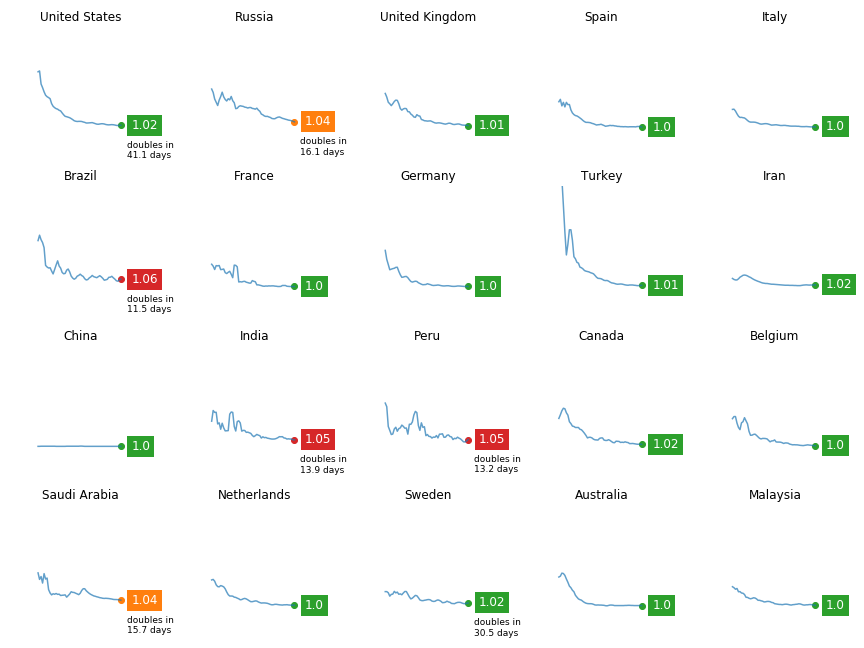 United States
Russia
United Kingdom
Spain
Italy
1.02
doubles in
41.1 days
1.04
doubles in
16.1 days
1.01
1.0
1.0
Brazil
France
Germany
Turkey
Iran
1.06
doubles in
11.5 days
1.0
1.0
1.01
1.02
China
India
Peru
Canada
Belgium
1.0
1.05
doubles in
13.9 days
1.05
doubles in
13.2 days
1.02
1.0
Saudi Arabia
Netherlands
Sweden
Australia
Malaysia
1.04
doubles in
15.7 days
1.0
1.02
doubles in
30.5 days
1.0
1.0